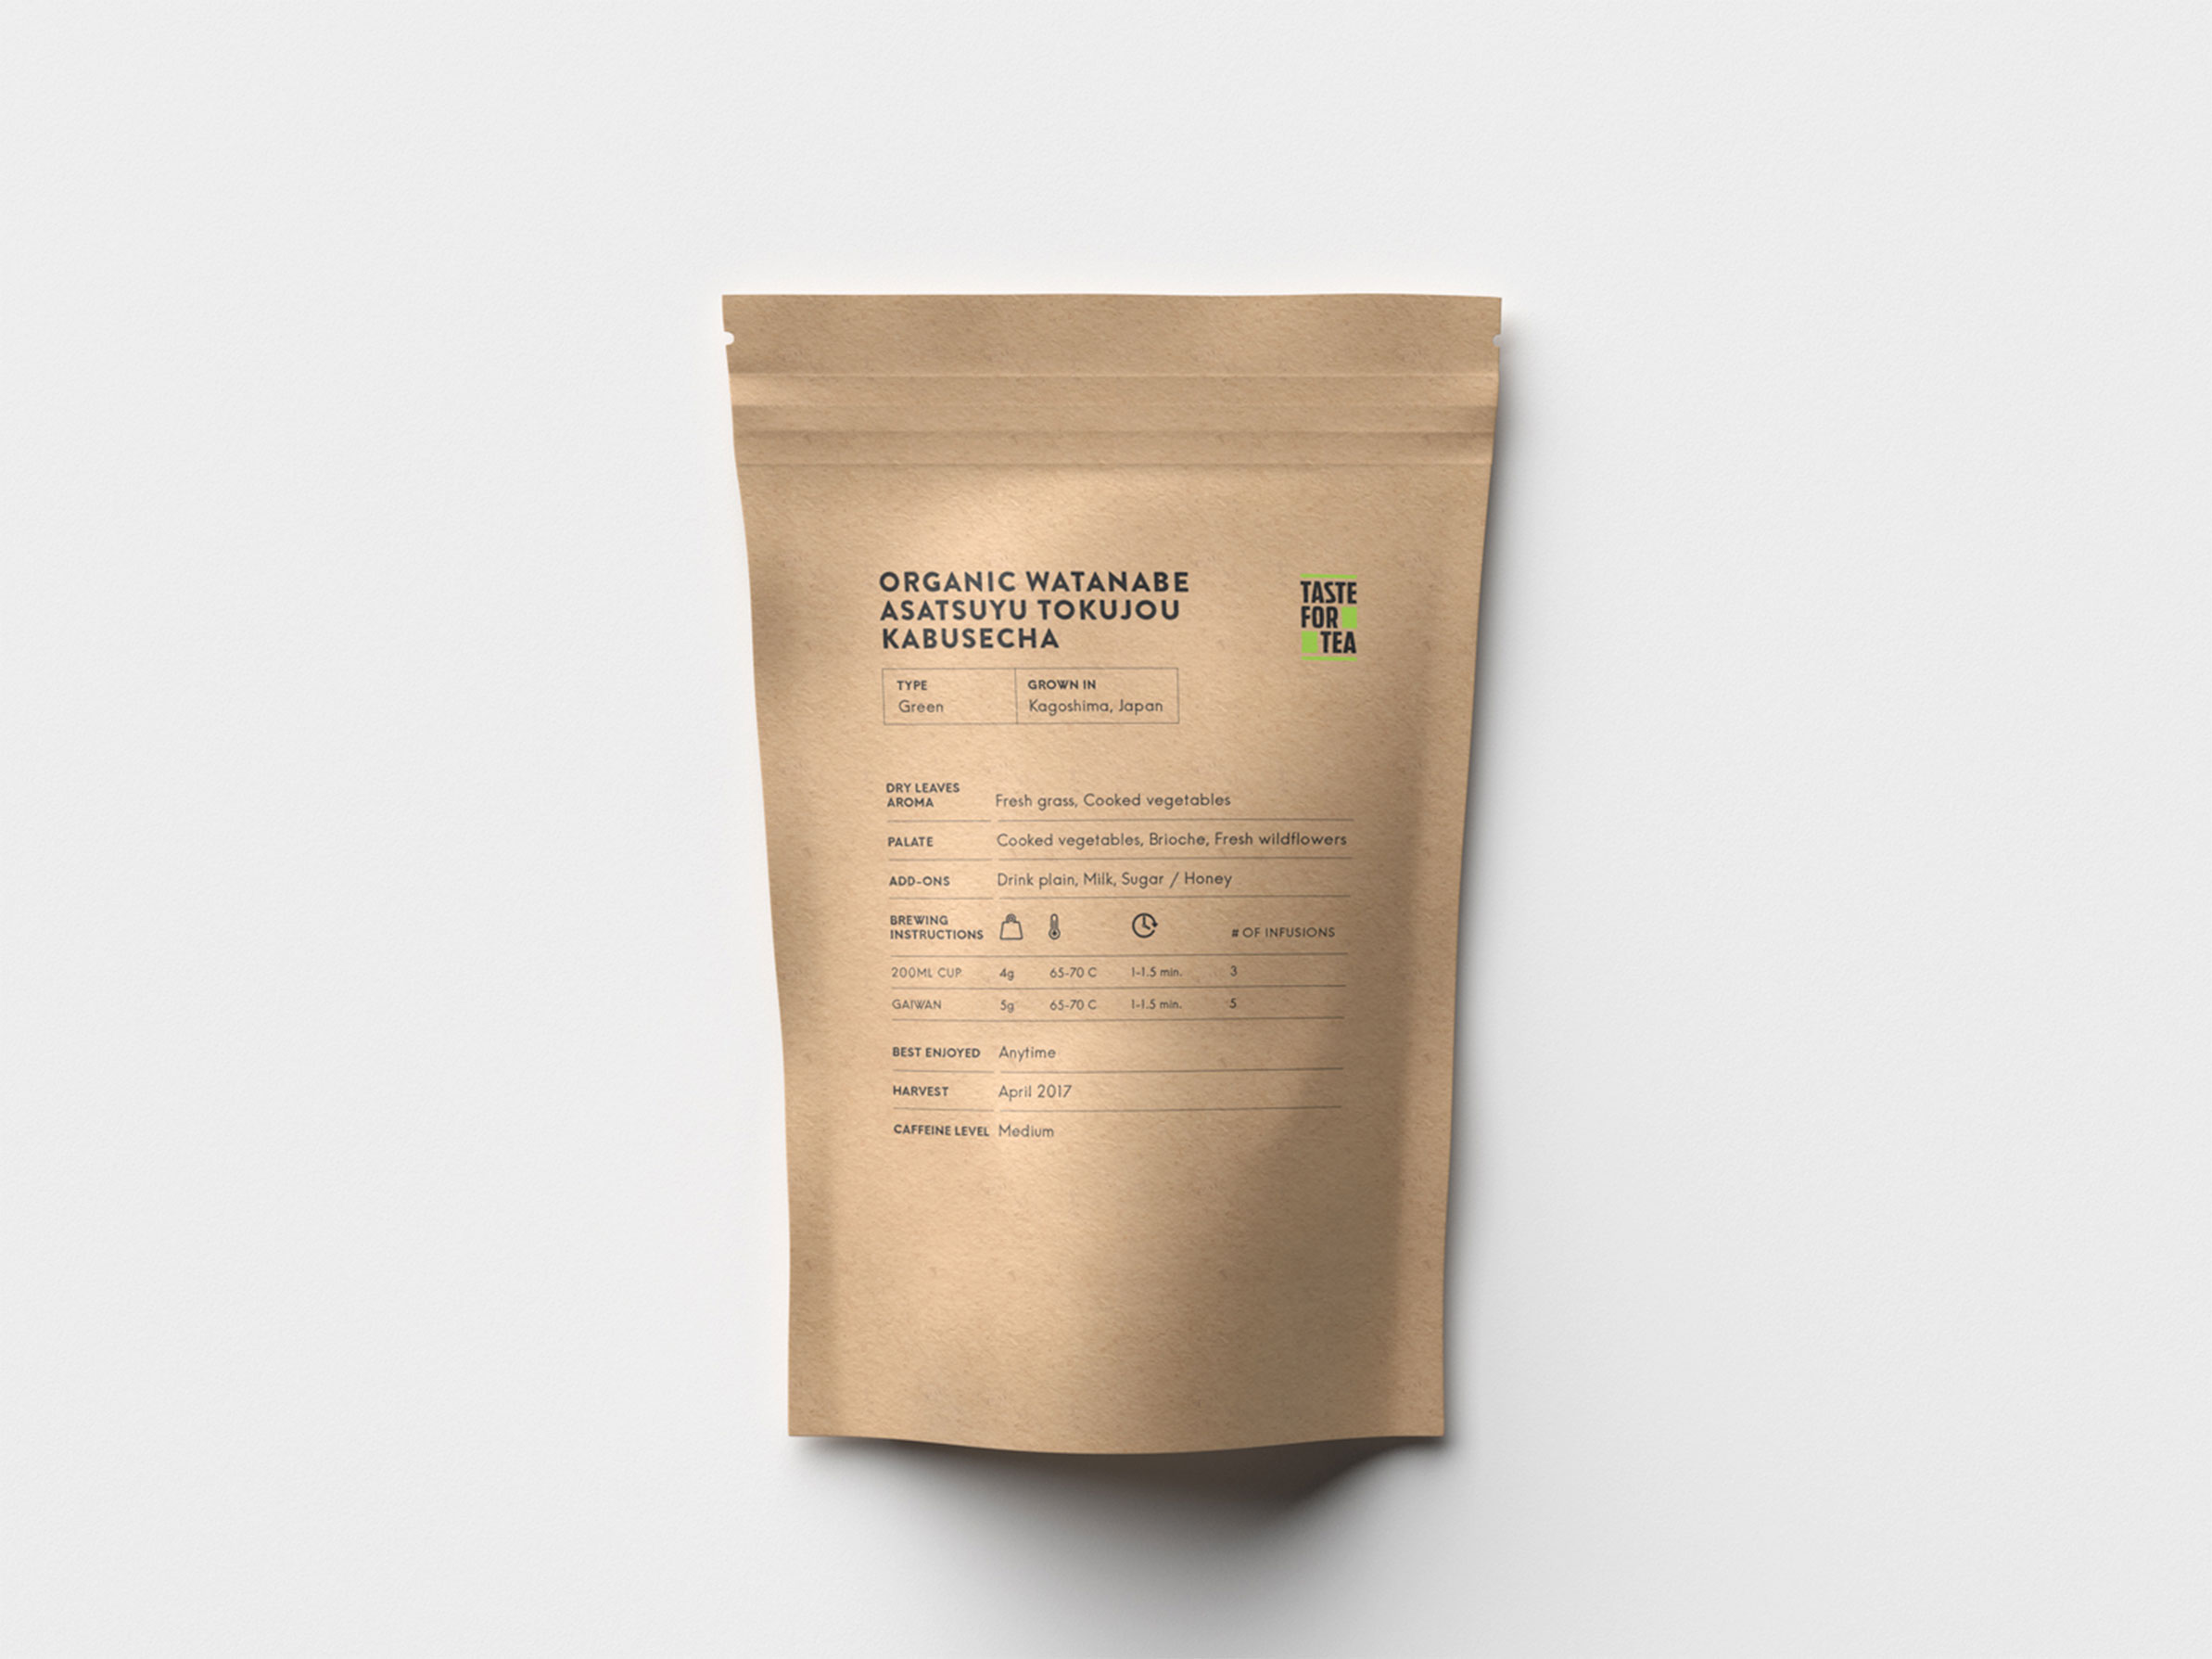 ORGANIC WATANABE
ASATSUYU TOKUJOU
KABUSECHA
TASTE
FOR
TEA
TYPE
Green
GROWN IN
Kagoshima, Japan
DRY LEAVES
AROMA
Fresh grass, Cooked vegetables
PALATE
Cooked vegetables, Brioche, Fresh wildflowers
ADD-ONS
Drink plain, Milk, Sugar / Honey
BREWING
INSTRUCTIONS
# OF INFUSIONS
200ML CUP 4g 65-70 C 1-1.5 min. 3
GAIWAN 5g 65-70 C 1-1.5 min. 5
BEST ENJOYED Anytime
HARVEST April 2017
CAFFEINE LEVEL Medium